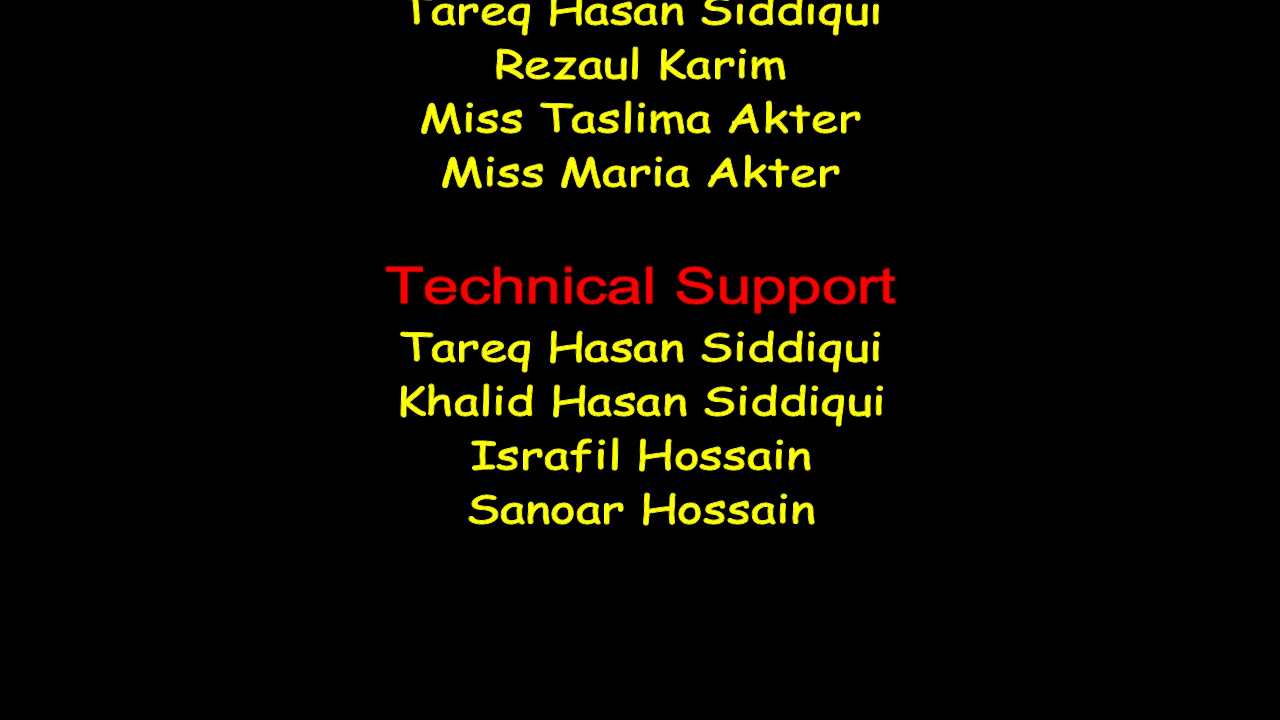 Tareq Hasan Siddiqui
Rezaul Karim
Miss Taslima Akter
Miss Maria Akter
Technical Support
Tareq Hasan Siddiqui
Khalid Hasan Siddiqui
Israfil Hossain
Sanoar Hossain